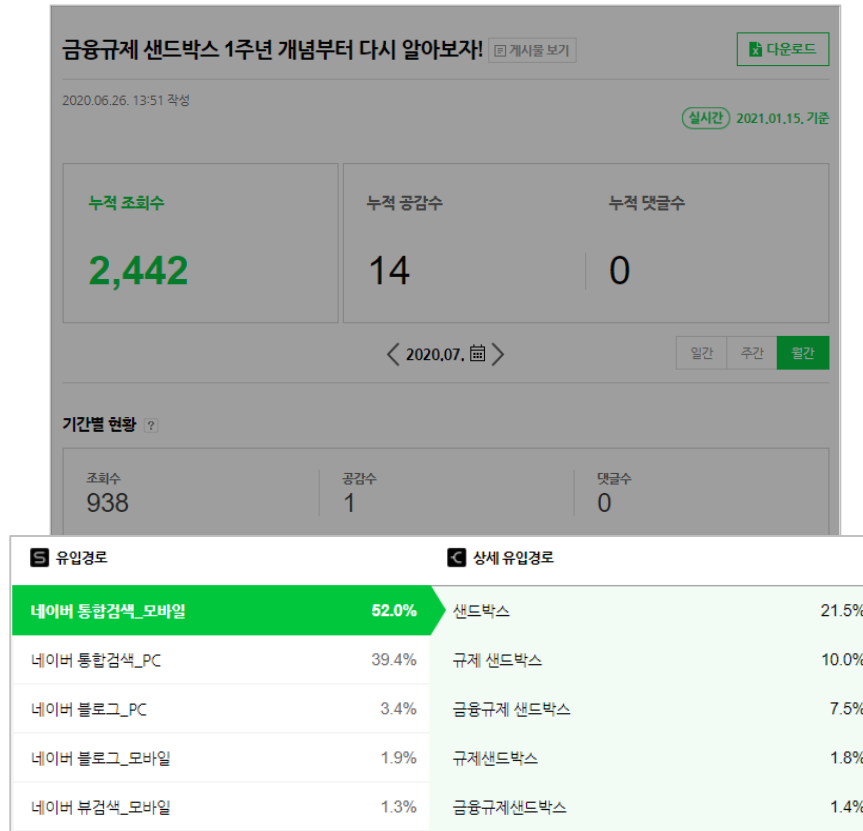 금융규제 샌드박스 1주년 개념부터 다시 알아보자! 게시물 보기 다운로드
2020.06.26. 13:51 작성
실시간 2021.01.15. 기준
누적 조회수 누적 공감수 누적 댓글수
2,442 14 0
2020.07. 일간 주간 월간
기간별 현황 ?
조회수 공감수 댓글수
938 1 0
유입경로 상세 유입경로
네이버 통합검색_모바일 52.0% 샌드박스 21.5%
네이버 통합검색_PC 39.4% 규제 샌드박스 10.0%
네이버 블로그_PC 3.4% 금융규제 샌드박스 7.5%
네이버 블로그_모바일 1.9% 규제샌드박스 1.8%
네이버 뷰검색_모바일 1.3% 금융규제샌드박스 1.4%